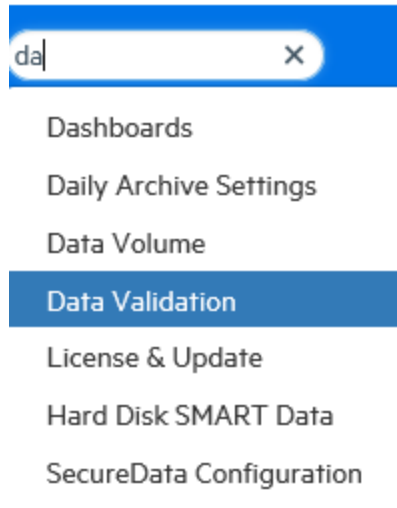 da
Dashboards
Daily Archive Settings
Data Volume
Data Validation
License & Update
Hard Disk SMART Data
SecureData Configuration